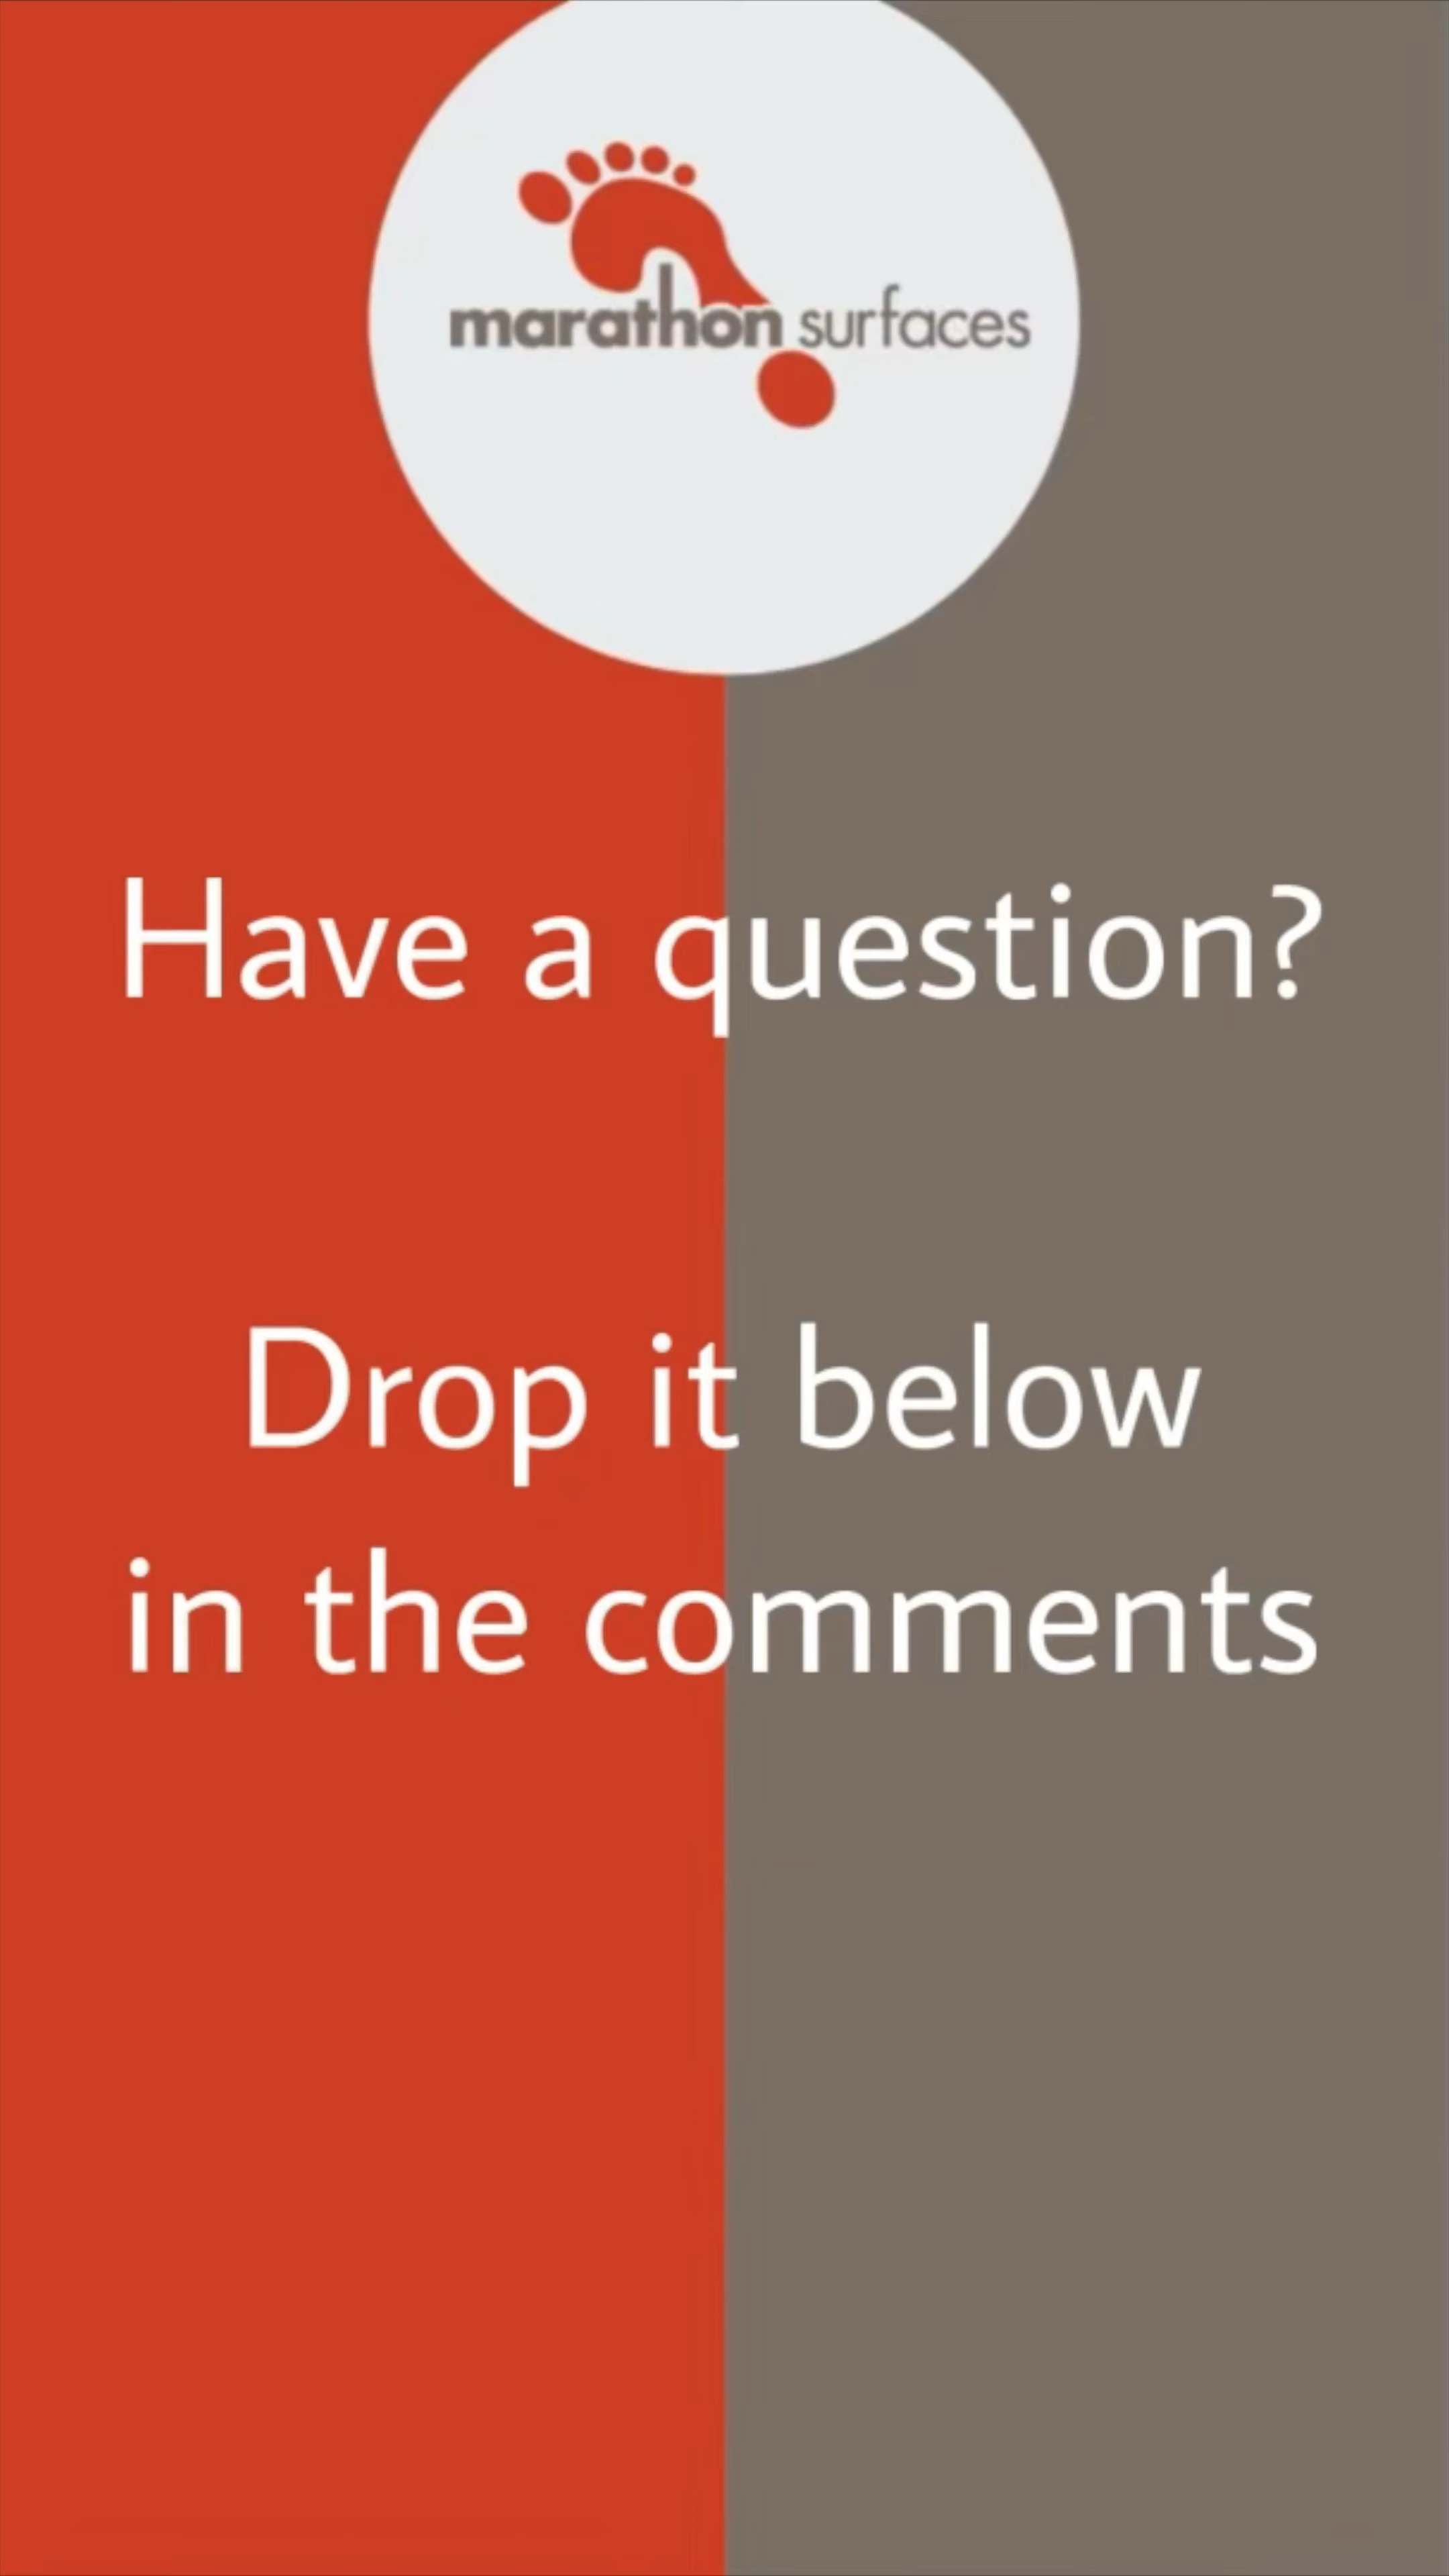 marathon surfaces
Have a question?
Drop it below
in the comments